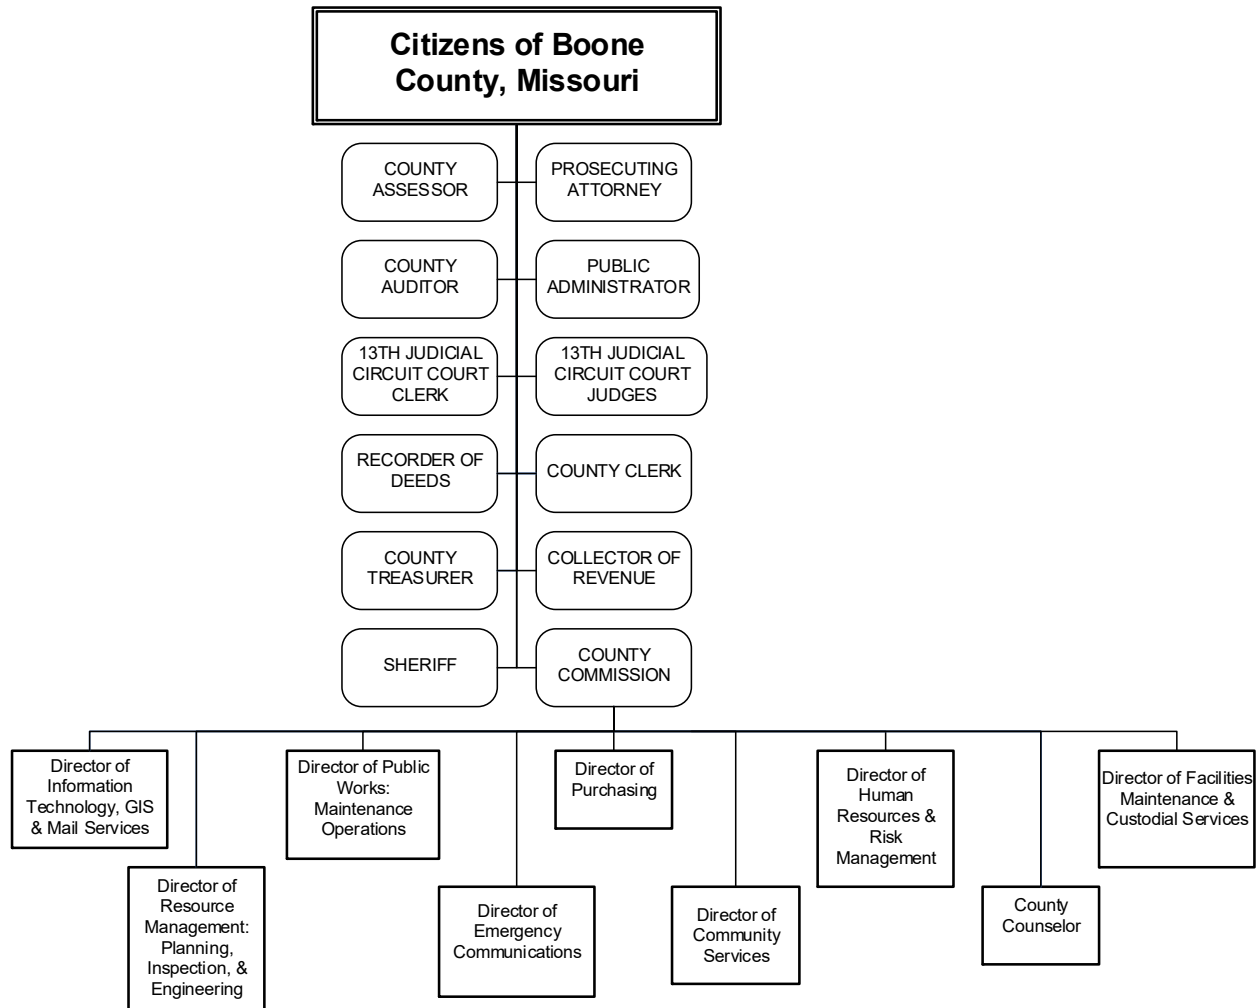 Citizens of Boone
County, Missouri
COUNTY
ASSESSOR
PROSECUTING
ATTORNEY
COUNTY
AUDITOR
PUBLIC
ADMINISTRATOR
13TH JUDICIAL
CIRCUIT COURT
CLERK
13TH JUDICIAL
CIRCUIT COURT
JUDGES
RECORDER OF
DEEDS
COUNTY CLERK
COUNTY
TREASURER
COLLECTOR OF
REVENUE
SHERIFF
COUNTY
COMMISSION
Director of
Information
Technology, GIS
& Mail Services
Director of Public
Works:
Maintenance
Operations
Director of
Purchasing
Director of
Human
Resources &
Risk
Management
Director of Facilities
Maintenance &
Custodial Services
Director of
Resource
Management:
Planning,
Inspection, &
Engineering
Director of
Emergency
Communications
Director of
Community
Services
County
Counselor